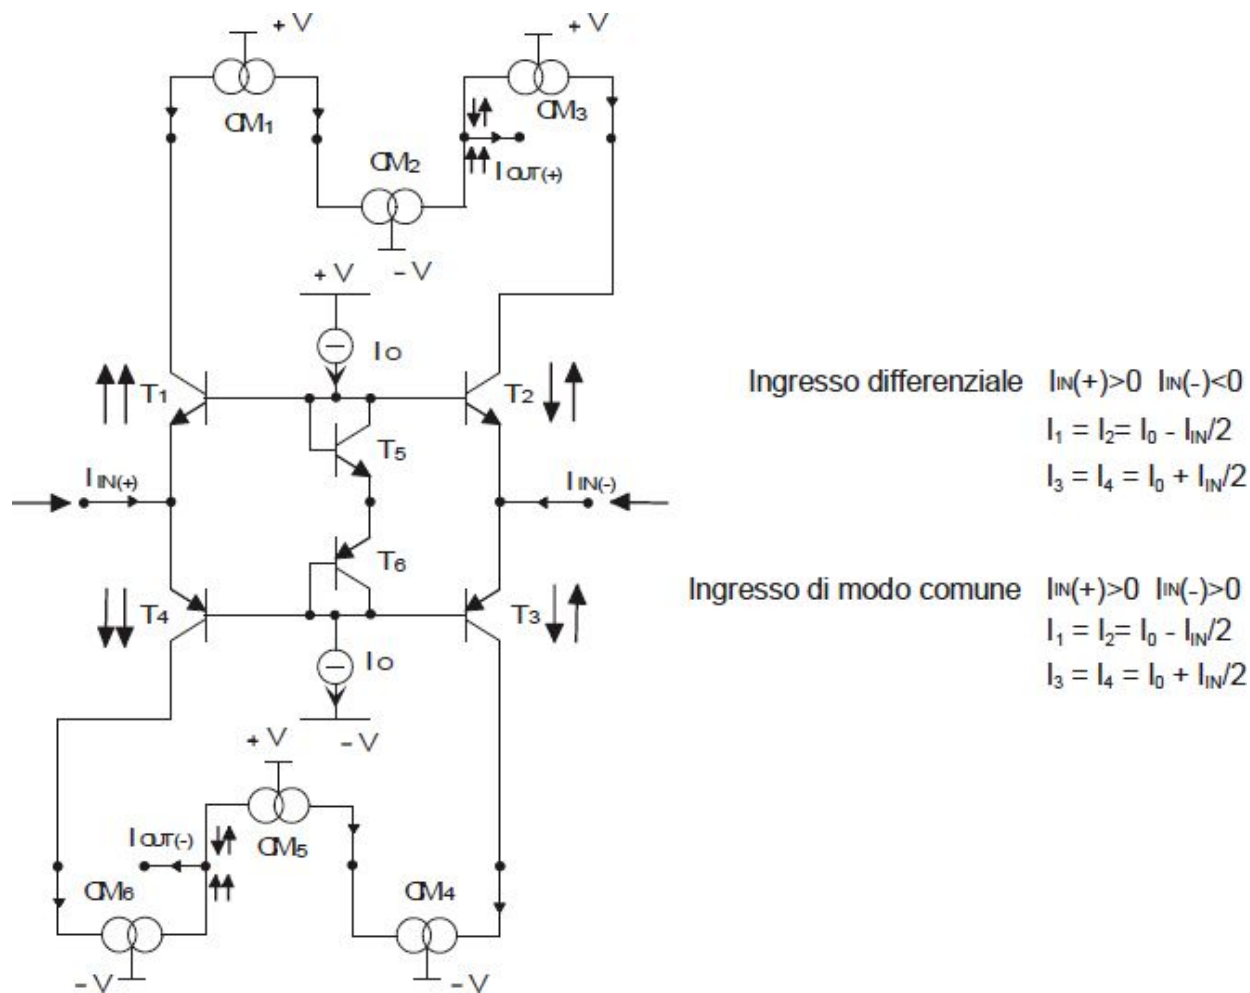 +V
+V
CM1
CM3
CM2
IOUT(+)
-V
+V
Io
T1
T2
T5
IIN(+)
IIN(-)
T6
T4
T3
Io
+V
-V
IOUT(-)
CM5
CM6
CM4
-V
-V
Ingresso differenziale IIN(+)>0 IIN(-)<0
I1 = I2= I0 - IIN/2
I3 = I4 = I0 + IIN/2
Ingresso di modo comune IIN(+)>0 IIN(-)>0
I1 = I2= I0 - IIN/2
I3 = I4 = I0 + IIN/2